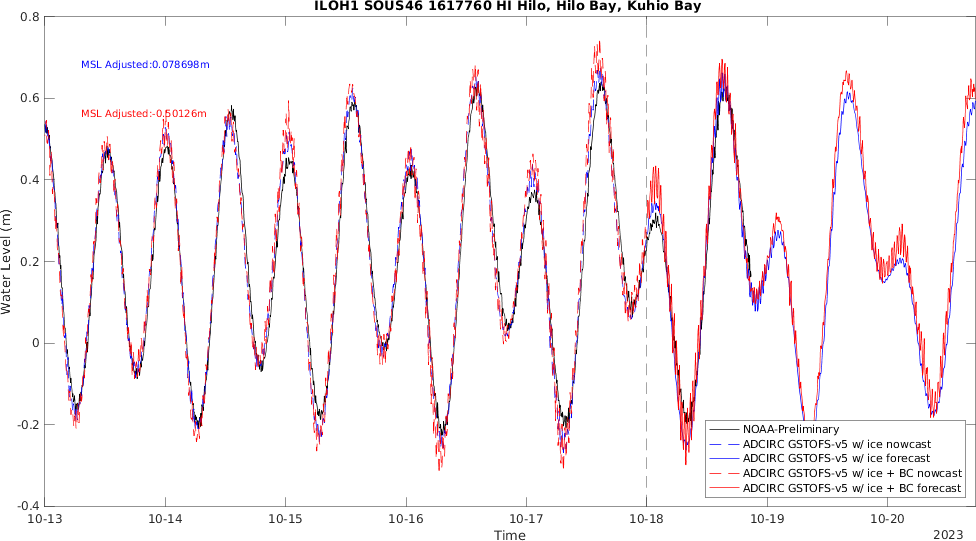 ILOH1 SOUS46 1617760 HI Hilo, Hilo Bay, Kuhio Bay
0.8
MSL Adjusted:0.078698m
0.6
MSL Adjusted:-0.50126m
0.4
Water Level (m)
0.2
0
-0.2
NOAA-Preliminary
ADCIRC GSTOFS-v5 w/ ice nowcast
ADCIRC GSTOFS-v5 w/ ice forecast
ADCIRC GSTOFS-v5 w/ ice + BC nowcast
ADCIRC GSTOFS-v5 w/ ice + BC forecast
-0.4
10-13 10-14 10-15 10-16 10-17 10-18 10-19 10-20
Time
2023